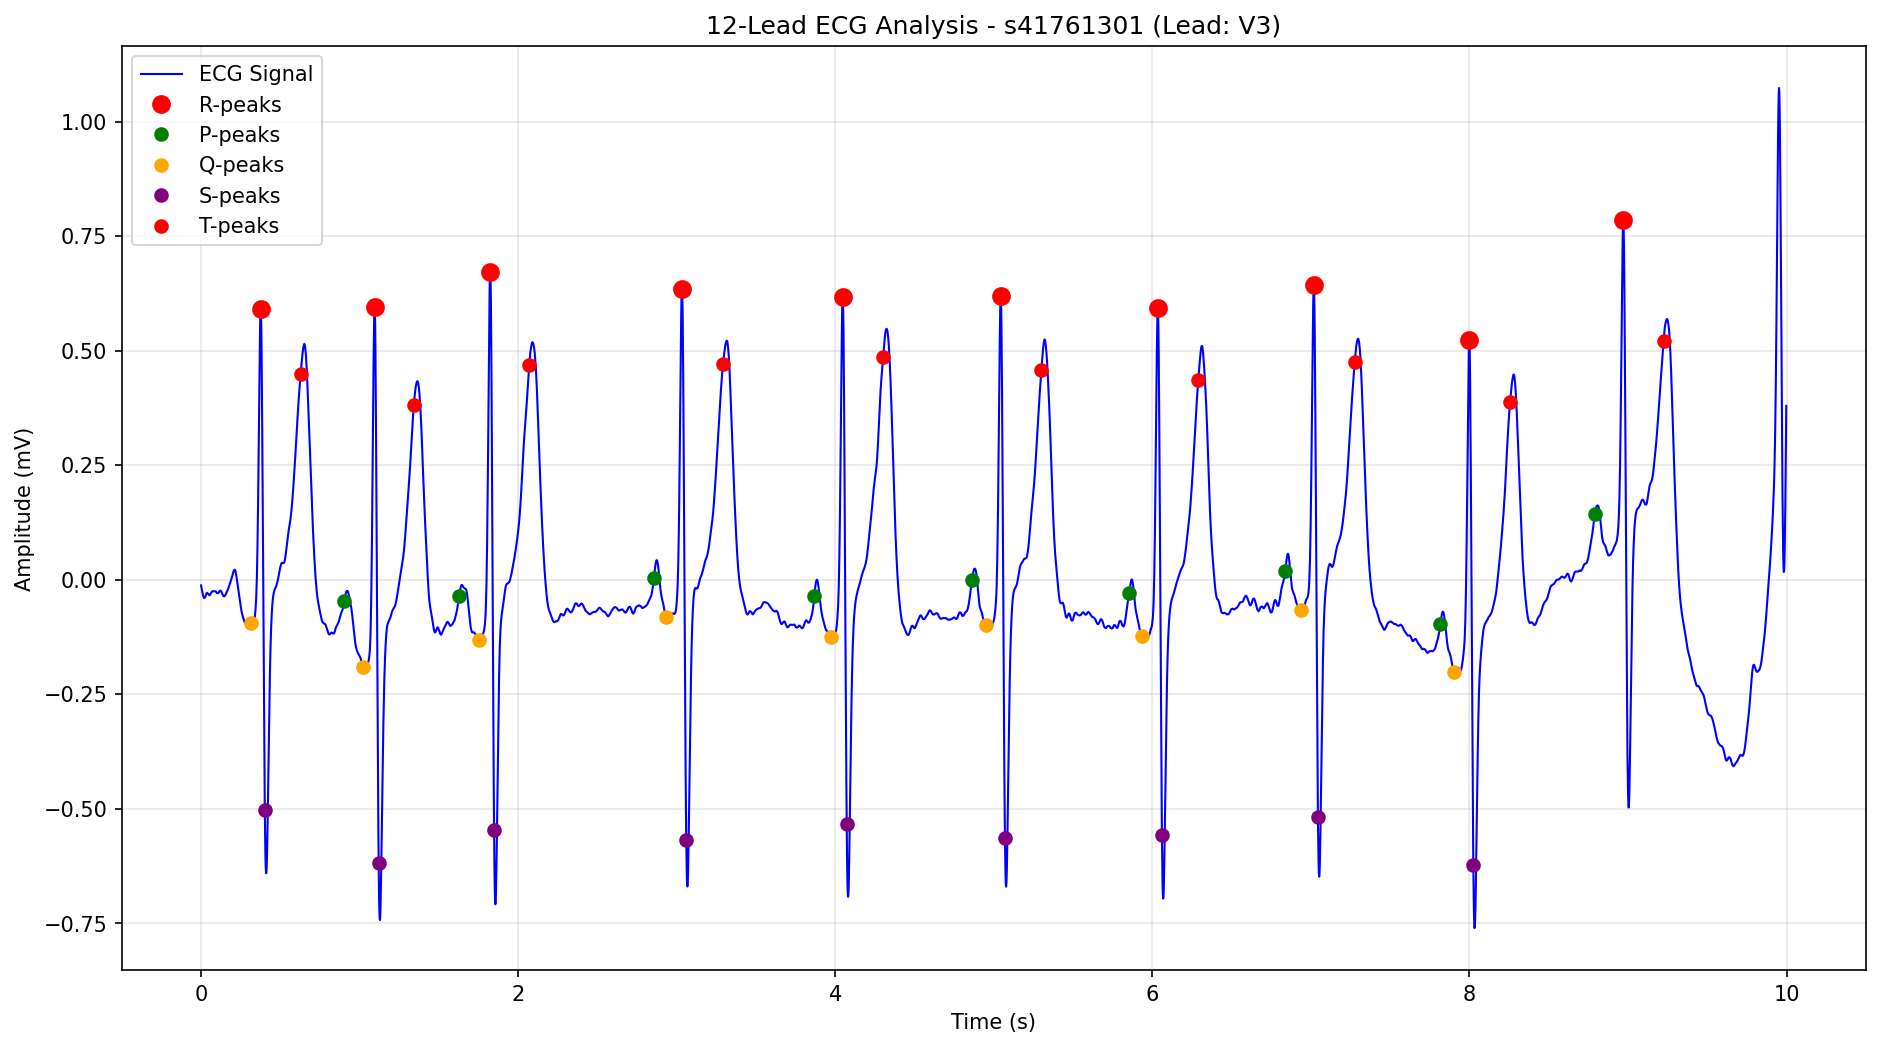 12-Lead ECG Analysis - s41761301 (Lead: V3)
ECG Signal
R-peaks
P-peaks
Q-peaks
S-peaks
T-peaks
1.00
0.75
0.50
0.25
0.00
−0.25
−0.50
−0.75
Amplitude (mV)
0 2 4 6 8 10
Time (s)